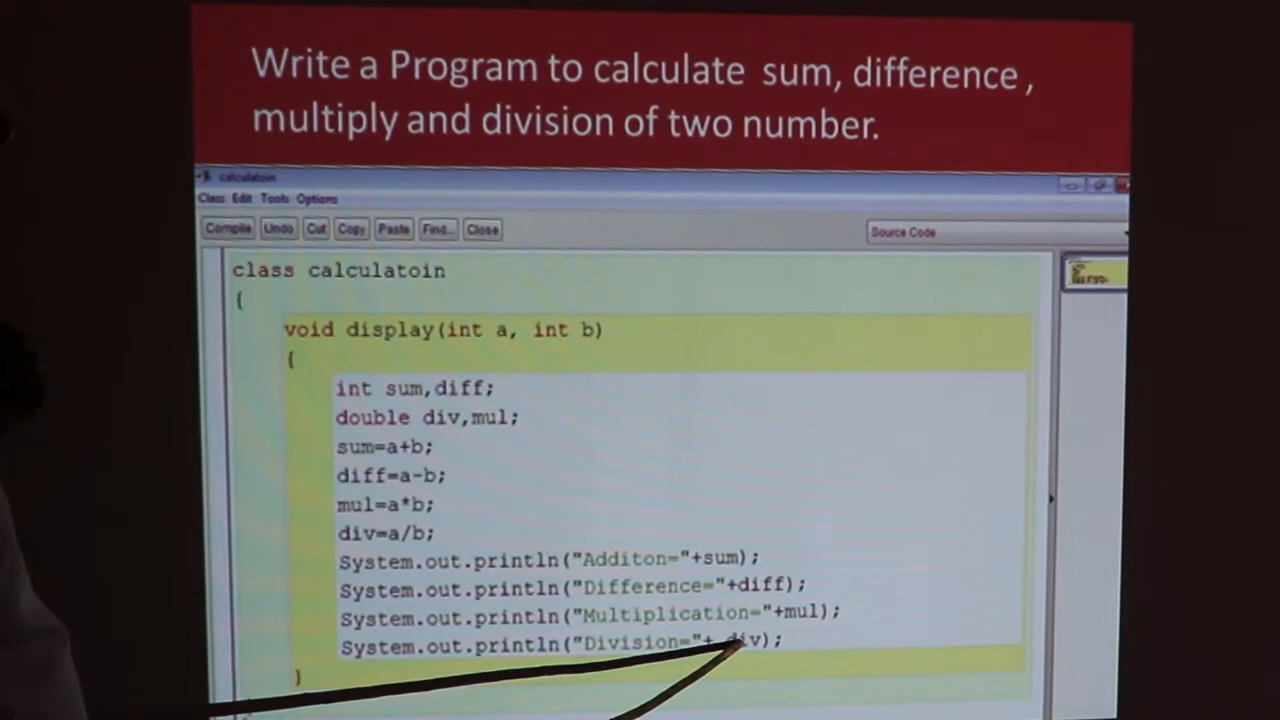 Write a Program to calculate sum, difference ,
multiply and division of two number.
calculatoin
Class Edit Tools Options
Compile Undo Cut Copy Paste Find... Close
Source Code
class calculatoin
{
void display(int a, int b)
{
int sum,diff;
double div,mul;
sum=a+b;
diff=a-b;
mul=a*b;
div=a/b;
System.out.println("Additon="+sum);
System.out.println("Difference="+diff);
System.out.println("Multiplication="+mul);
System.out.println("Division="+ div);
}